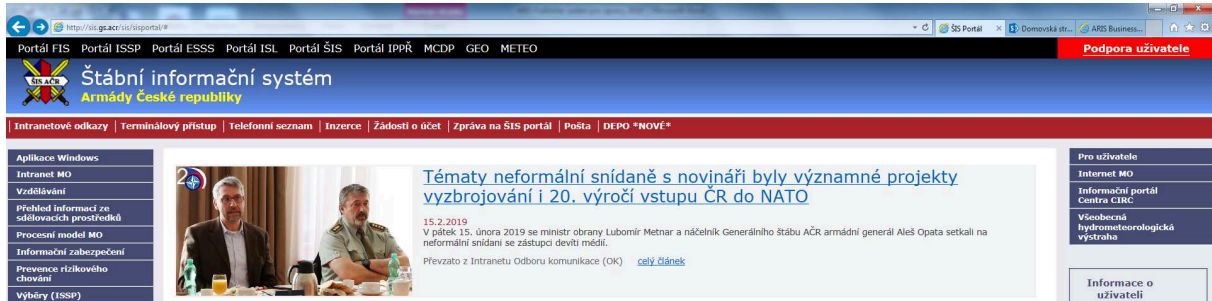 http://sis.gs.acr/sis/sisportal/#
ŠIS Portál
Domovská str...
ARIS Business...
Portál FIS Portál ISSP Portál ESSS Portál ISL Portál ŠIS Portál IPPŘ MCDP GEO METEO
Podpora uživatele
ŠIS AČR
Štábní informační systém
Armády České republiky
Intranetové odkazy | Terminálový přístup | Telefonní seznam | Inzerce | Žádosti o účet | Zpráva na ŠIS portál | Pošta | DEPO *NOVÉ*
Aplikace Windows
Intranet MO
Vzdělávání
Přehled informací ze
sdělovacích prostředků
Procesní model MO
Informační zabezpečení
Prevence rizikového
chování
Výběry (ISSP)
Tématy neformální snídaně s novináři byly významné projekty
vyzbrojování i 20. výročí vstupu ČR do NATO
15.2.2019
V pátek 15. února 2019 se ministr obrany Lubomír Metnar a náčelník Generálního štábu AČR armádní generál Aleš Opata setkali na
neformální snídani se zástupci devíti médií.
Převzato z Intranetu Odboru komunikace (OK) celý článek
Pro uživatele
Internet MO
Informační portál
Centra CIRC
Všeobecná
hydrometeorologická
výstraha
Informace o
uživateli